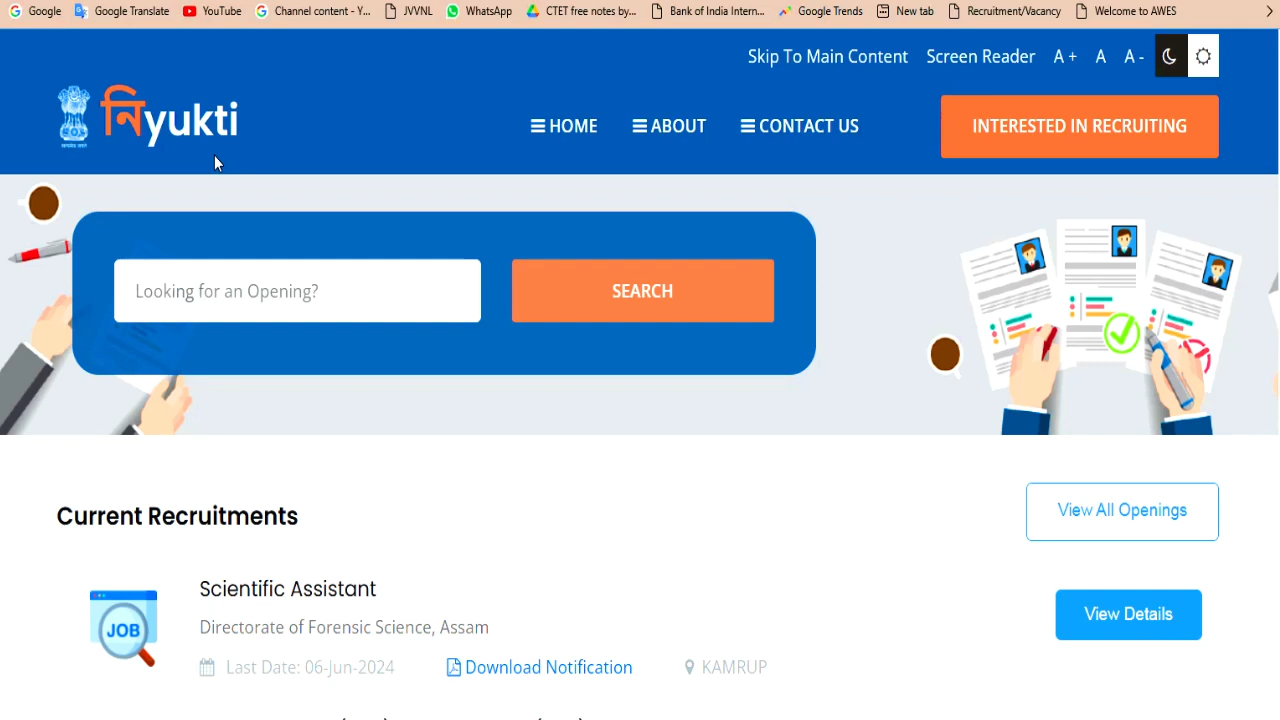 Google Google Translate YouTube Channel content - Y... JVVNL WhatsApp CTET free notes by... Bank of India Intern... Google Trends New tab Recruitment/Vacancy Welcome to AWES
Skip To Main Content Screen Reader A + A A -
নিyukti
HOME ABOUT CONTACT US INTERESTED IN RECRUITING
Looking for an Opening? SEARCH
Current Recruitments View All Openings
Scientific Assistant
JOB
View Details
Directorate of Forensic Science, Assam
Last Date: 06-Jun-2024 Download Notification KAMRUP